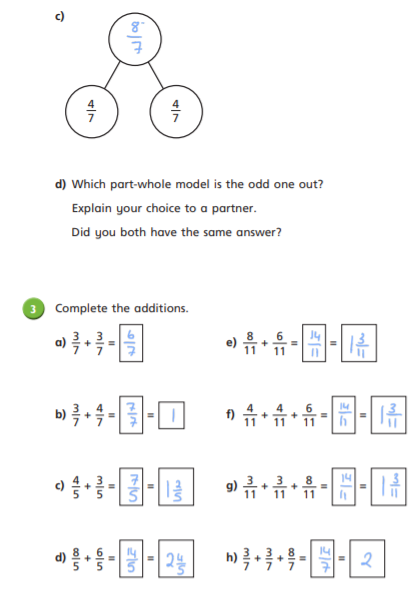 c)
8/7
4/7 4/7
d) Which part-whole model is the odd one out?
Explain your choice to a partner.
Did you both have the same answer?
3 Complete the additions.
a) 3/7 + 3/7 = 6/7
e) 8/11 + 6/11 = 14/11 = 1 3/11
b) 3/7 + 4/7 = 7/7 = 1
f) 4/11 + 4/11 + 6/11 = 14/11 = 1 3/11
c) 4/5 + 3/5 = 7/5 = 1 2/5
g) 3/11 + 3/11 + 8/11 = 14/11 = 1 3/11
d) 8/5 + 6/5 = 14/5 = 2 4/5
h) 3/7 + 3/7 + 8/7 = 14/7 = 2